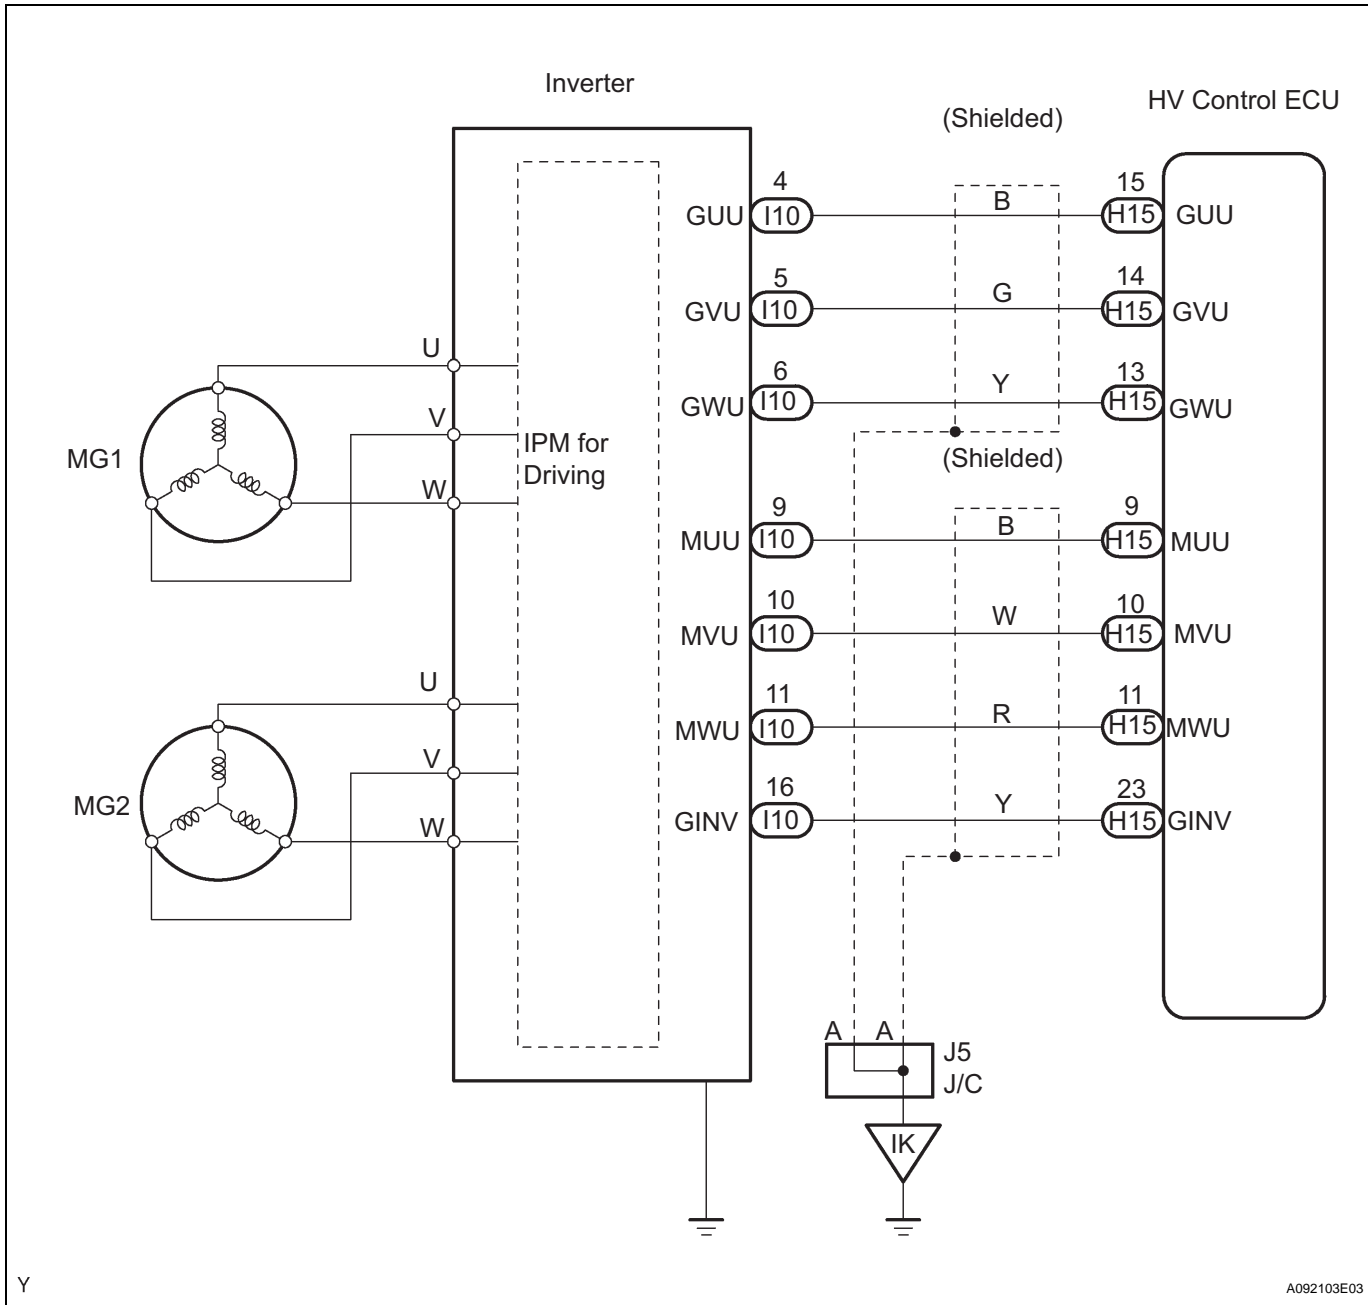 Inverter
HV Control ECU
(Shielded)
4
15
GUU
I10
B
H15
GUU
5
14
GVU
I10
G
H15
GVU
6
13
GWU
I10
Y
H15
GWU
(Shielded)
U
V
W
MG1
IPM for
Driving
9
9
MUU
I10
B
H15
MUU
10
10
MVU
I10
W
H15
MVU
11
11
MWU
I10
R
H15
MWU
16
23
GINV
I10
Y
H15
GINV
U
V
W
MG2
A
A
J5
J/C
IK
Y
A092103E03